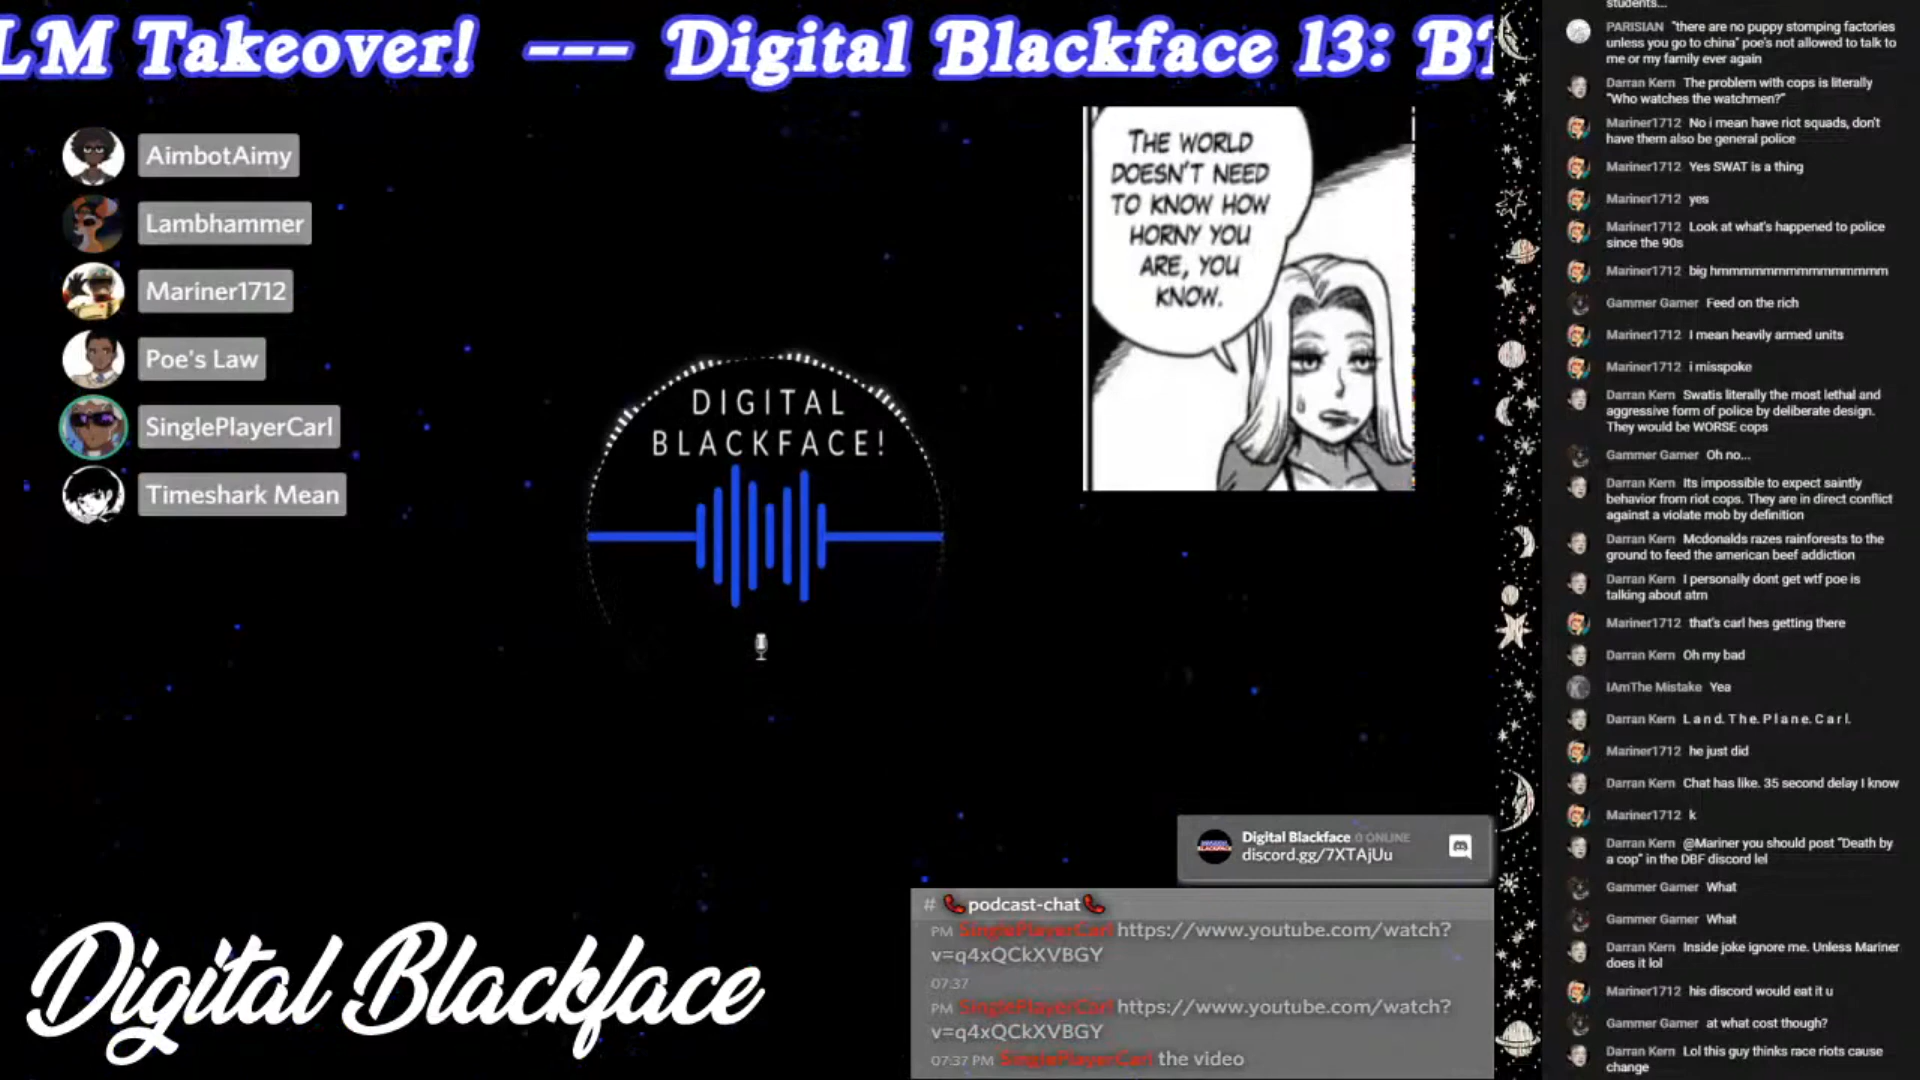 LM Takeover! --- Digital Blackface 13: B
AimbotAimy
Lambhammer
Mariner1712
Poe's Law
SinglePlayerCarl
Timeshark Mean
DIGITAL
BLACKFACE!
THE WORLD
DOESN'T NEED
TO KNOW HOW
HORNY YOU
ARE, YOU
KNOW.
Digital Blackface 0 ONLINE
discord.gg/7XTAjUu
# podcast-chat
PM SinglePlayerCarl https://www.youtube.com/watch?
v=q4xQCkXVBGY
07:37
PM SinglePlayerCarl https://www.youtube.com/watch?
v=q4xQCkXVBGY
07:37 PM SinglePlayerCarl the video
Digital Blackface
students...
PARISIAN "there are no puppy stomping factories
unless you go to china" poe's not allowed to talk to
me or my family ever again
Darran Kern The problem with cops is literally
"Who watches the watchmen?"
Mariner1712 No i mean have riot squads, don't
have them also be general police
Mariner1712 Yes SWAT is a thing
Mariner1712 yes
Mariner1712 Look at what's happened to police
since the 90s
Mariner1712 big hmmmmmmmmmmmmmmm
Gammer Gamer Feed on the rich
Mariner1712 I mean heavily armed units
Mariner1712 i misspoke
Darran Kern Swatis literally the most lethal and
aggressive form of police by deliberate design.
They would be WORSE cops
Gammer Gamer Oh no...
Darran Kern Its impossible to expect saintly
behavior from riot cops. They are in direct conflict
against a violate mob by definition
Darran Kern Mcdonalds razes rainforests to the
ground to feed the american beef addiction
Darran Kern I personally dont get wtf poe is
talking about atm
Mariner1712 that's carl hes getting there
Darran Kern Oh my bad
IAmThe Mistake Yea
Darran Kern L a n d. T h e. P l a n e. C a r l.
Mariner1712 he just did
Darran Kern Chat has like. 35 second delay I know
Mariner1712 k
Darran Kern @Mariner you should post "Death by
a cop" in the DBF discord lel
Gammer Gamer What
Gammer Gamer What
Darran Kern Inside joke ignore me. Unless Mariner
does it lol
Mariner1712 his discord would eat it u
Gammer Gamer at what cost though?
Darran Kern Lol this guy thinks race riots cause
change